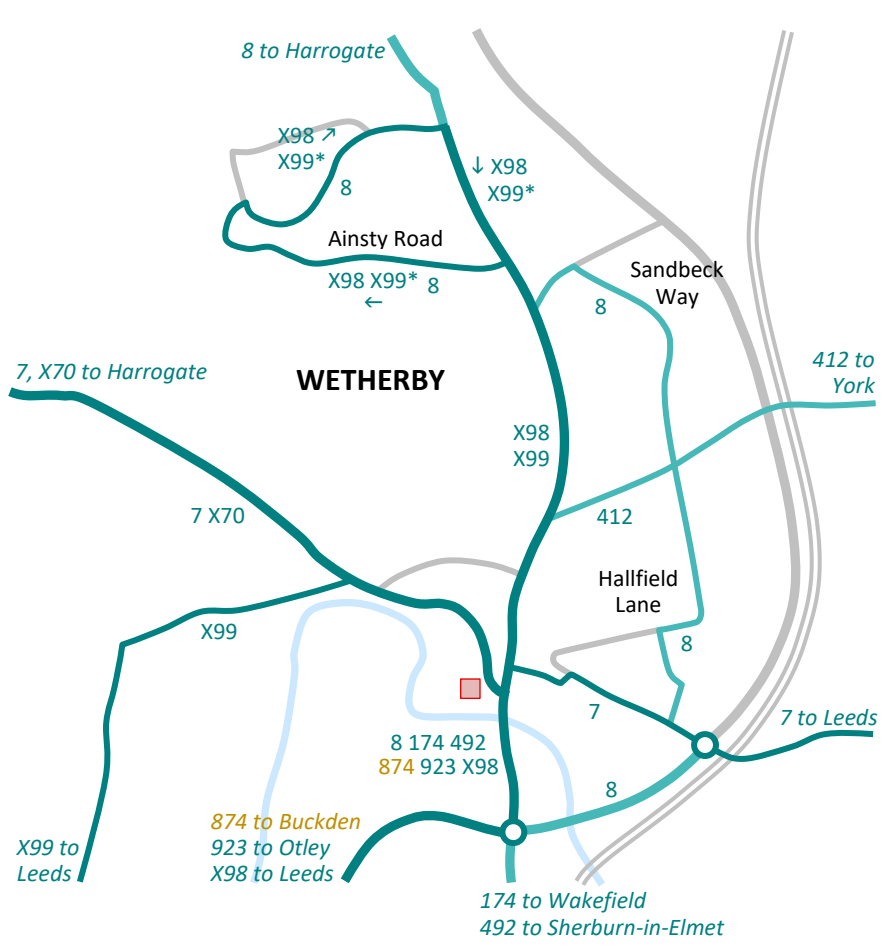 8 to Harrogate
X98 ↗
X99*
8
↓ X98
X99*
Ainsty Road
X98 X99* 8
←
Sandbeck
Way
8
7, X70 to Harrogate
WETHERBY
412 to
York
X98
X99
7 X70
412
Hallfield
Lane
X99
8
7
7 to Leeds
8 174 492
874 923 X98
8
874 to Buckden
923 to Otley
X98 to Leeds
X99 to
Leeds
174 to Wakefield
492 to Sherburn-in-Elmet